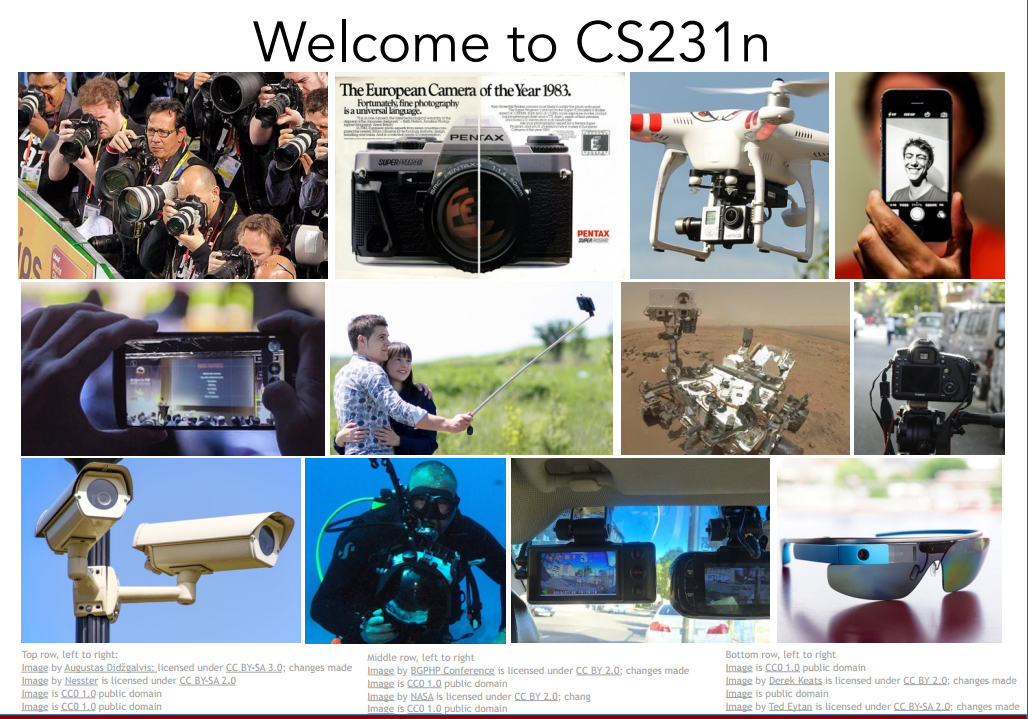 Welcome to CS231n
The European Camera of the Year 1983.
Fortunately, fine photography
is a universal language.
PENTAX
SUPER PROGRAM
PENTAX
SUPER PROGRAM
Top row, left to right:
Image by Augustas Didžgalvis; licensed under CC BY-SA 3.0; changes made
Image by Nesster is licensed under CC BY-SA 2.0
Image is CC0 1.0 public domain
Image is CC0 1.0 public domain
Middle row, left to right
Image by BGPHP Conference is licensed under CC BY 2.0; changes made
Image is CC0 1.0 public domain
Image by NASA is licensed under CC BY 2.0; chang
Image is CC0 1.0 public domain
Bottom row, left to right
Image is CC0 1.0 public domain
Image by Derek Keats is licensed under CC BY 2.0; changes made
Image is public domain
Image by Ted Eytan is licensed under CC BY-SA 2.0; changes made